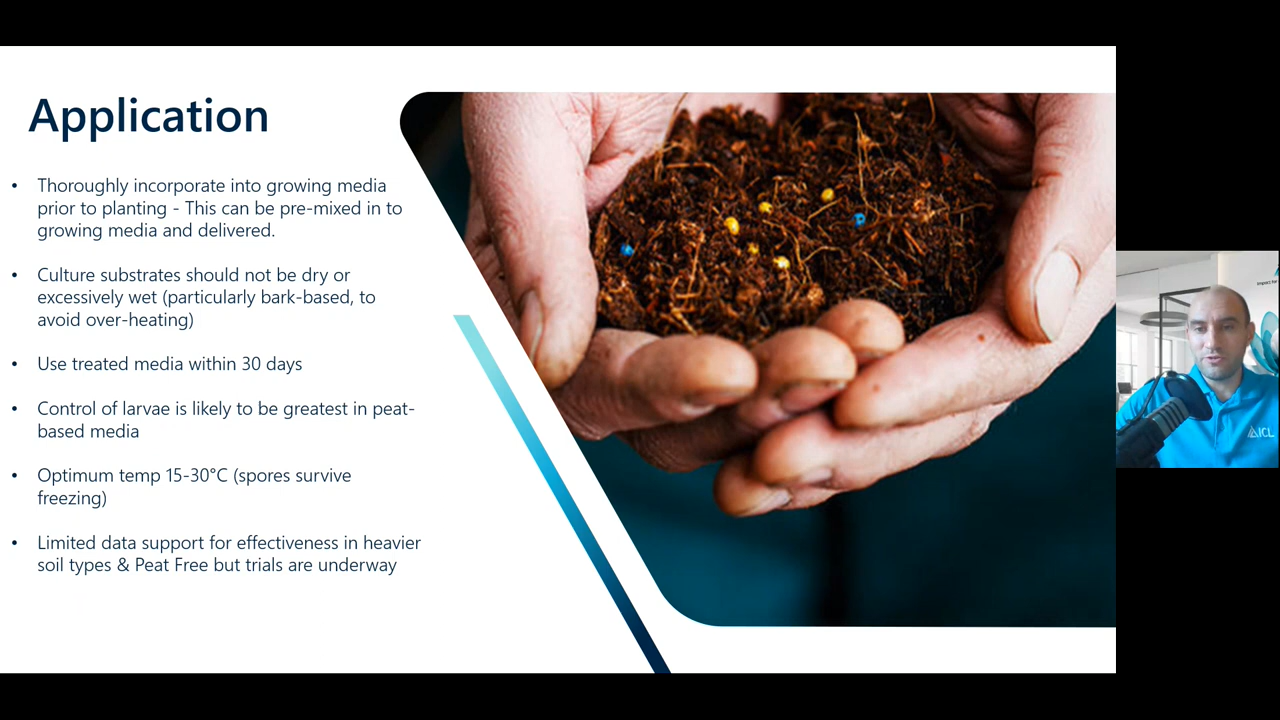 Application
• Thoroughly incorporate into growing media
prior to planting - This can be pre-mixed in to
growing media and delivered.
• Culture substrates should not be dry or
excessively wet (particularly bark-based, to
avoid over-heating)
• Use treated media within 30 days
• Control of larvae is likely to be greatest in peat-
based media
• Optimum temp 15-30°C (spores survive
freezing)
• Limited data support for effectiveness in heavier
soil types & Peat Free but trials are underway
ICL